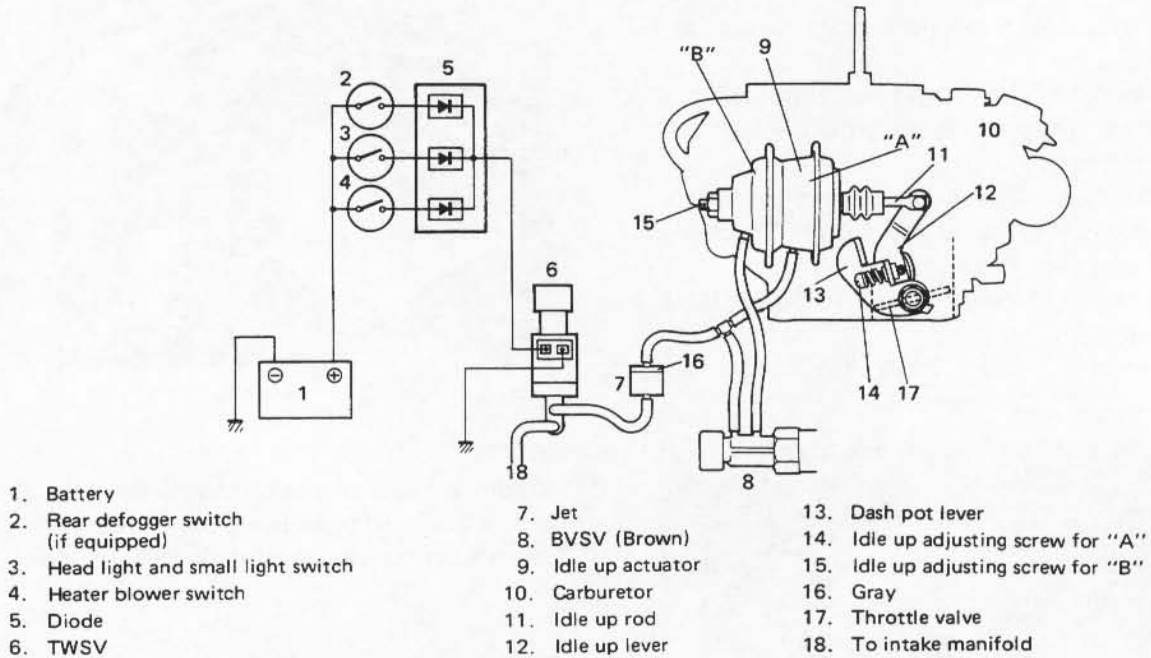 "B"
9
2
5
10
"A"
11
3
12
4
15
6
13
16
7
14
17
⊖
⊕
1
18
8
1. Battery
2. Rear defogger switch
(if equipped)
3. Head light and small light switch
4. Heater blower switch
5. Diode
6. TWSV
7. Jet
8. BVSV (Brown)
9. Idle up actuator
10. Carburetor
11. Idle up rod
12. Idle up lever
13. Dash pot lever
14. Idle up adjusting screw for "A"
15. Idle up adjusting screw for "B"
16. Gray
17. Throttle valve
18. To intake manifold